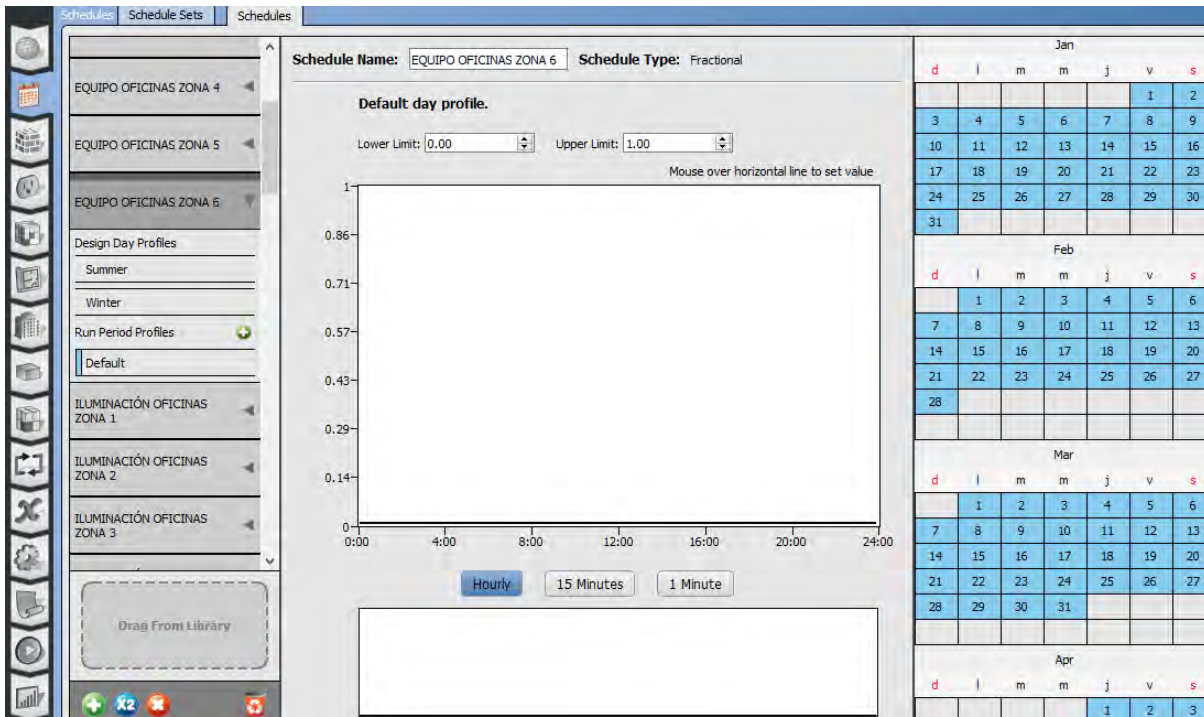 Schedules Schedule Sets Schedules
EQUIPO OFICINAS ZONA 4
EQUIPO OFICINAS ZONA 5
EQUIPO OFICINAS ZONA 6
Design Day Profiles
Summer
Winter
Run Period Profiles
Default
ILUMINACIÓN OFICINAS
ZONA 1
ILUMINACIÓN OFICINAS
ZONA 2
ILUMINACIÓN OFICINAS
ZONA 3
Drag From Library
X2
Schedule Name: EQUIPO OFICINAS ZONA 6 Schedule Type: Fractional
Default day profile.
Lower Limit: 0.00 Upper Limit: 1.00
Mouse over horizontal line to set value
1
0.86
0.71
0.57
0.43
0.29
0.14
0
0:00 4:00 8:00 12:00 16:00 20:00 24:00
Hourly 15 Minutes 1 Minute
Jan
d l m m j v s
1 2
3 4 5 6 7 8 9
10 11 12 13 14 15 16
17 18 19 20 21 22 23
24 25 26 27 28 29 30
31
Feb
d l m m j v s
1 2 3 4 5 6
7 8 9 10 11 12 13
14 15 16 17 18 19 20
21 22 23 24 25 26 27
28
Mar
d l m m j v s
1 2 3 4 5 6
7 8 9 10 11 12 13
14 15 16 17 18 19 20
21 22 23 24 25 26 27
28 29 30 31
Apr
d l m m j v s
1 2 3